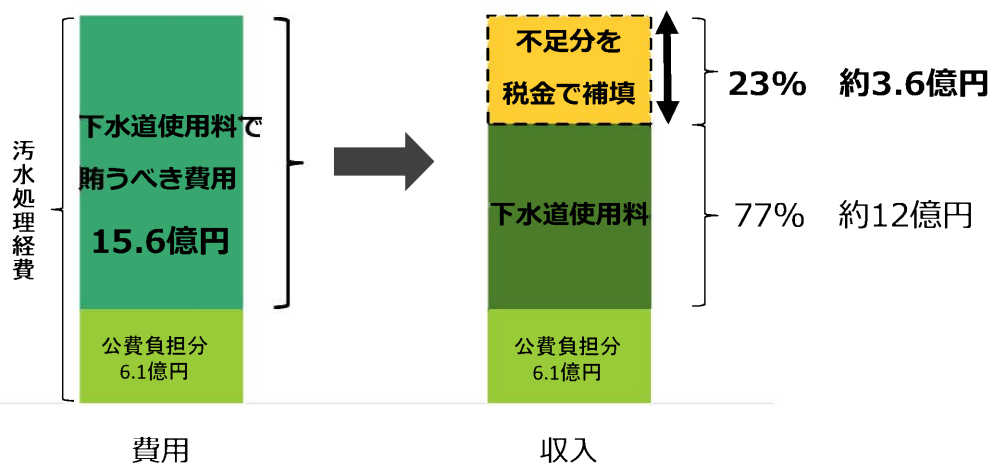 汚水処理経費
下水道使用料で
賄うべき費用
15.6億円
公費負担分
6.1億円
費用
不足分を
税金で補填
下水道使用料
公費負担分
6.1億円
収入
23% 約3.6億円
77% 約12億円